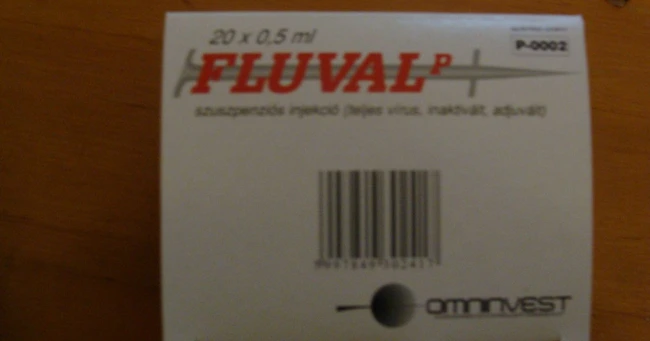 20 x 0,5 ml
P-0002
FLUVAL P
szuszpenziós injekció (teljes vírus, inaktivált, adjuvált)
OMNINVEST